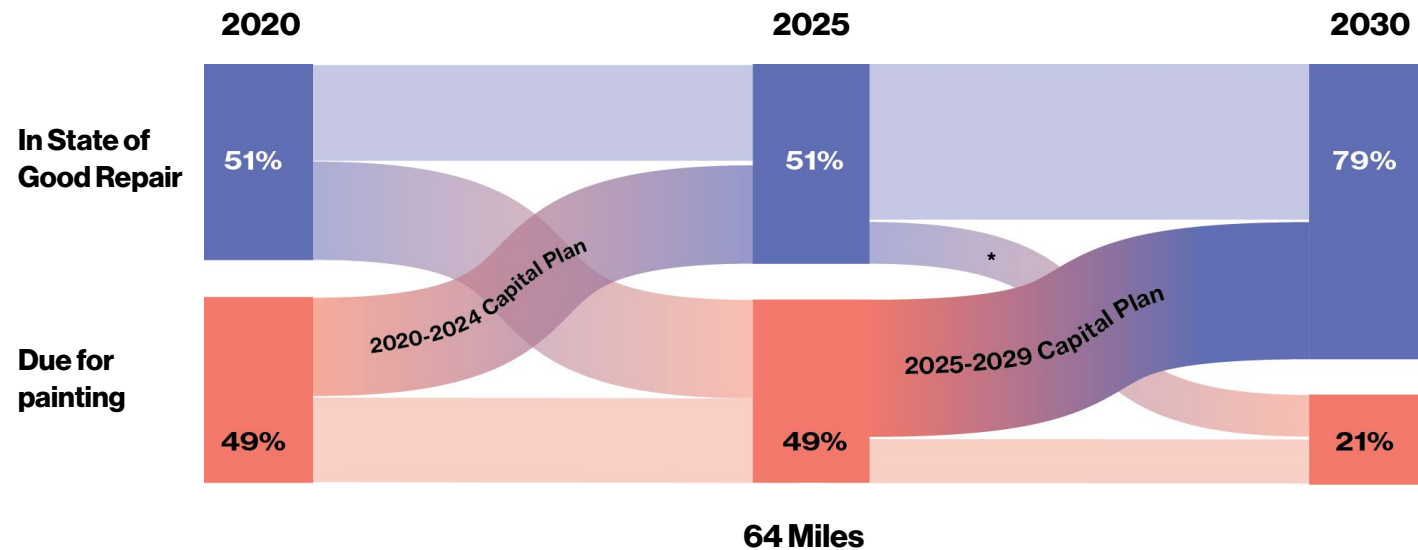 2020 2025 2030
In State of
Good Repair
51% 51% 79%
2020-2024 Capital Plan
*
2025-2029 Capital Plan
Due for
painting
49% 49% 21%
64 Miles